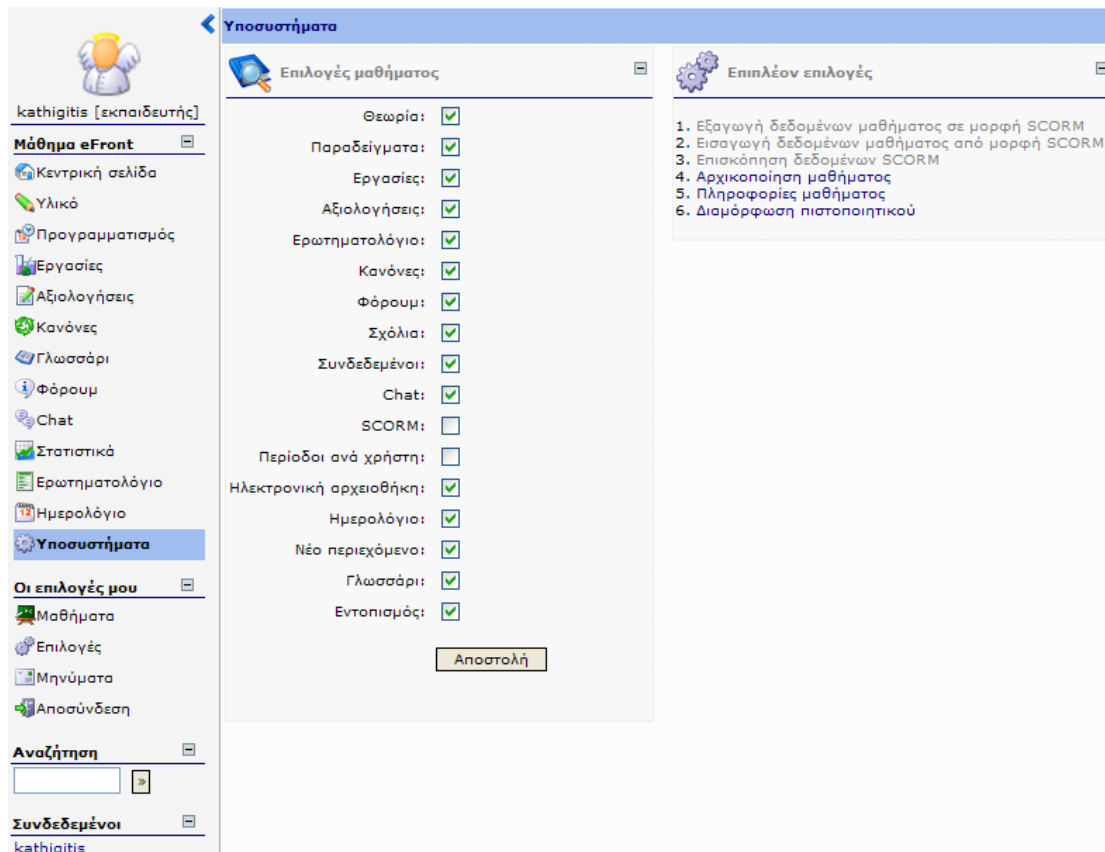 kathigitis [εκπαιδευτής]
Μάθημα eFront
Κεντρική σελίδα
Υλικό
Προγραμματισμός
Εργασίες
Αξιολογήσεις
Κανόνες
Γλωσσάρι
Φόρουμ
Chat
Στατιστικά
Ερωτηματολόγιο
Ημερολόγιο
Υποσυστήματα
Οι επιλογές μου
Μαθήματα
Επιλογές
Μηνύματα
Αποσύνδεση
Αναζήτηση
»
Συνδεδεμένοι
kathigitis
Υποσυστήματα
Επιλογές μαθήματος
Θεωρία:
Παραδείγματα:
Εργασίες:
Αξιολογήσεις:
Ερωτηματολόγιο:
Κανόνες:
Φόρουμ:
Σχόλια:
Συνδεδεμένοι:
Chat:
SCORM:
Περίοδοι ανά χρήστη:
Ηλεκτρονική αρχειοθήκη:
Ημερολόγιο:
Νέο περιεχόμενο:
Γλωσσάρι:
Εντοπισμός:
Αποστολή
Επιπλέον επιλογές
1. Εξαγωγή δεδομένων μαθήματος σε μορφή SCORM
2. Εισαγωγή δεδομένων μαθήματος από μορφή SCORM
3. Επισκόπηση δεδομένων SCORM
4. Αρχικοποίηση μαθήματος
5. Πληροφορίες μαθήματος
6. Διαμόρφωση πιστοποιητικού